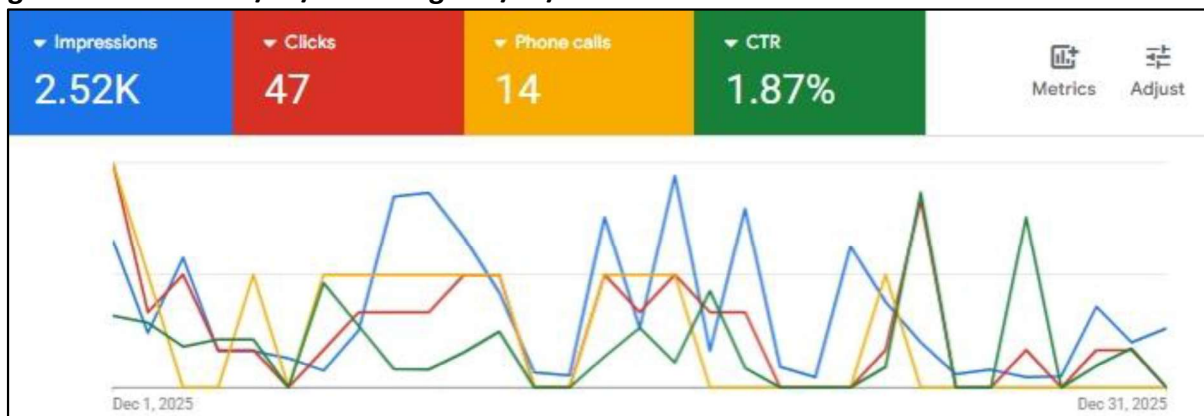 Impressions
2.52K
Clicks
47
Phone calls
14
CTR
1.87%
Metrics
Adjust
Dec 1, 2025
Dec 31, 2025